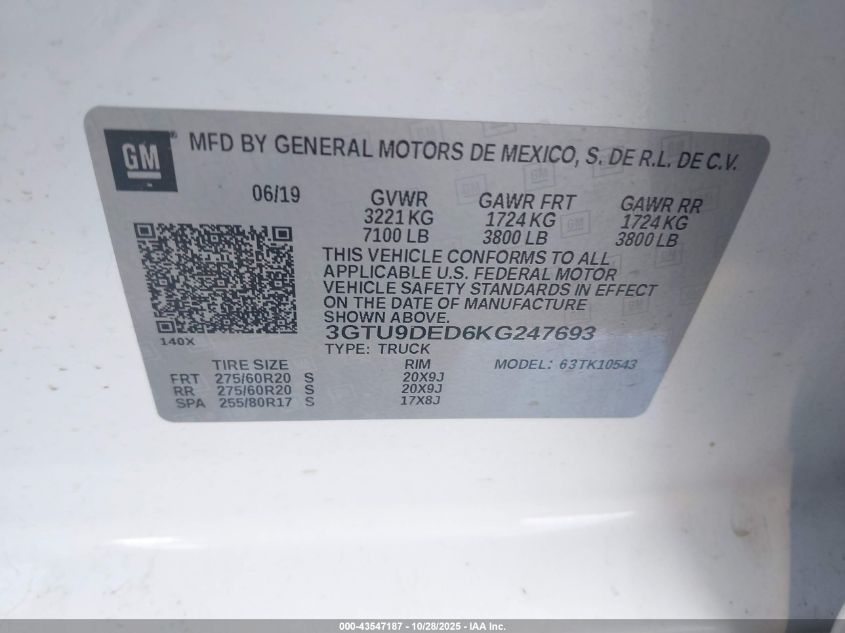 GM
MFD BY GENERAL MOTORS DE MEXICO, S. DE R.L. DE C.V.
06/19
GVWR GAWR FRT GAWR RR
3221 KG 1724 KG 1724 KG
7100 LB 3800 LB 3800 LB
THIS VEHICLE CONFORMS TO ALL
APPLICABLE U.S. FEDERAL MOTOR
VEHICLE SAFETY STANDARDS IN EFFECT
ON THE DATE OF MANUFACTURE
SHOWN ABOVE.
3GTU9DED6KG247693
140X
TYPE: TRUCK
TIRE SIZE RIM MODEL: 63TK10543
FRT 275/60R20 S 20X9J
RR 275/60R20 S 20X9J
SPA 255/80R17 S 17X8J
000-43547187 - 10/28/2025 - IAA Inc.